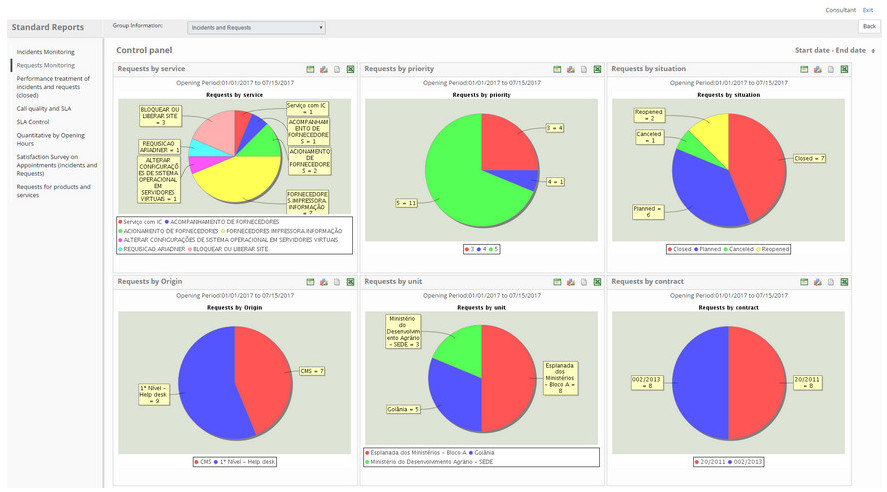 Consultant Exit
Standard Reports
Group Information: Incidents and Requests
Back
Incidents Monitoring
Requests Monitoring
Performance treatment of
incidents and requests
(closed)
Call quality and SLA
SLA Control
Quantitative by Opening
Hours
Satisfaction Survey on
Appointments (Incidents and
Requests)
Requests for products and
services
Control panel
Start date - End date
Requests by service
Opening Period:01/01/2017 to 07/15/2017
Requests by service
BLOQUEAR OU
LIBERAR SITE
= 3
REQUISICAO
ARIADNER = 1
ALTERAR
CONFIGURAÇÕ
ES DE SISTEMA
OPERACIONAL
EM
SERVIDORES
VIRTUAIS = 1
Serviço com IC
= 1
ACOMPANHAM
ENTO DE
FORNECEDORE
S = 1
ACIONAMENTO
DE
FORNECEDORE
S = 2
FORNECEDORE
S.IMPRESSORA.
INFORMAÇÃO
= 7
Serviço com IC ACOMPANHAMENTO DE FORNECEDORES
ACIONAMENTO DE FORNECEDORES FORNECEDORES.IMPRESSORA.INFORMAÇÃO
ALTERAR CONFIGURAÇÕES DE SISTEMA OPERACIONAL EM SERVIDORES VIRTUAIS
REQUISICAO ARIADNER BLOQUEAR OU LIBERAR SITE
Requests by priority
Opening Period:01/01/2017 to 07/15/2017
Requests by priority
3 = 4
4 = 1
5 = 11
3 4 5
Requests by situation
Opening Period:01/01/2017 to 07/15/2017
Requests by situation
Reopened
= 2
Canceled
= 1
Closed = 7
Planned =
6
Closed Planned Canceled Reopened
Requests by Origin
Opening Period:01/01/2017 to 07/15/2017
Requests by Origin
CMS = 7
1° Nível –
Help desk
= 9
CMS 1° Nível – Help desk
Requests by unit
Opening Period:01/01/2017 to 07/15/2017
Requests by unit
Ministério
do
Desenvolvim
ento Agrário
– SEDE = 3
Esplanada
dos
Ministérios
– Bloco A =
8
Goiânia = 5
Esplanada dos Ministérios – Bloco A Goiânia
Ministério do Desenvolvimento Agrário – SEDE
Requests by contract
Opening Period:01/01/2017 to 07/15/2017
Requests by contract
002/2013
= 8
20/2011
= 8
20/2011 002/2013